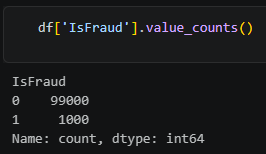 df['IsFraud'].value_counts()
IsFraud
0    99000
1     1000
Name: count, dtype: int64